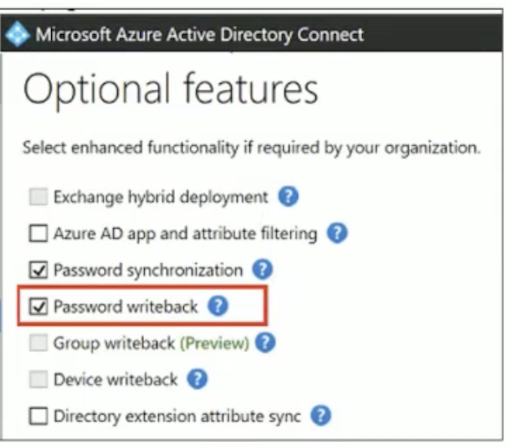 Microsoft Azure Active Directory Connect
Optional features
Select enhanced functionality if required by your organization.
Exchange hybrid deployment ?
Azure AD app and attribute filtering ?
Password synchronization ?
Password writeback ?
Group writeback (Preview) ?
Device writeback ?
Directory extension attribute sync ?